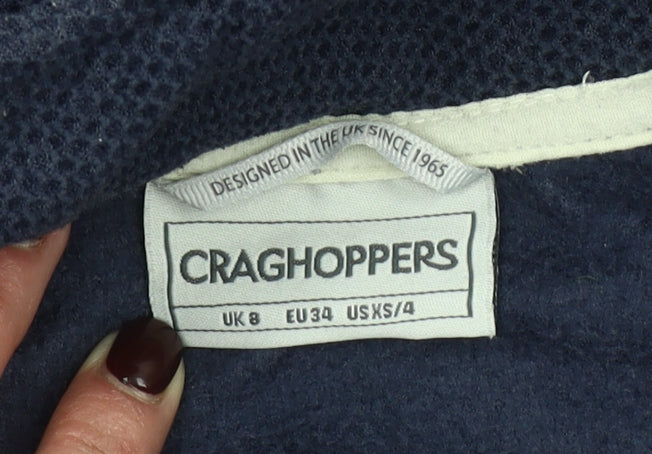 DESIGNED IN THE UK SINCE 1965
CRAGHOPPERS
UK 8 EU 34 US XS/4